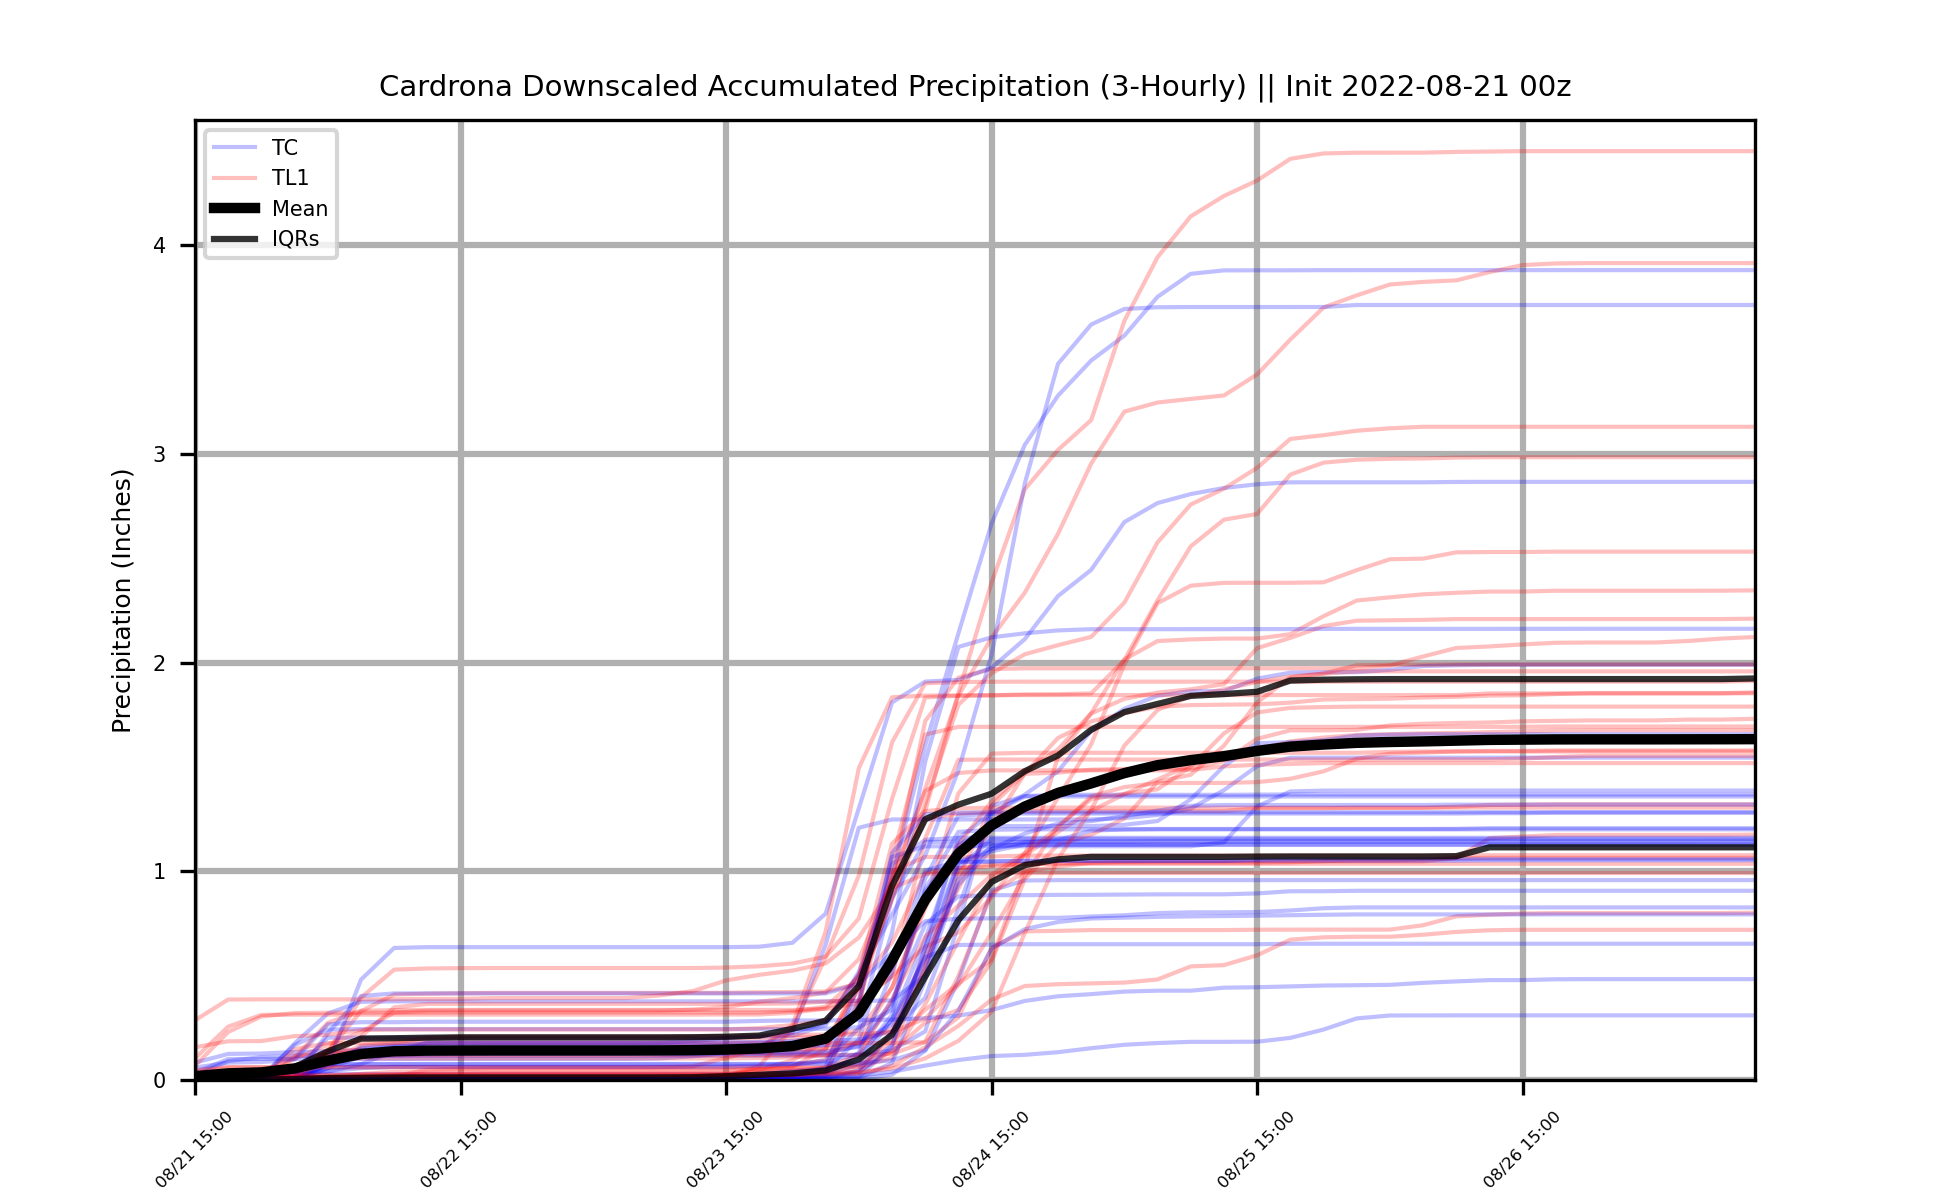 Cardrona Downscaled Accumulated Precipitation (3-Hourly) || Init 2022-08-21 00z
TC
TL1
Mean
IQRs
Precipitation (Inches)
4
3
2
1
0
08/21 15:00
08/22 15:00
08/23 15:00
08/24 15:00
08/25 15:00
08/26 15:00